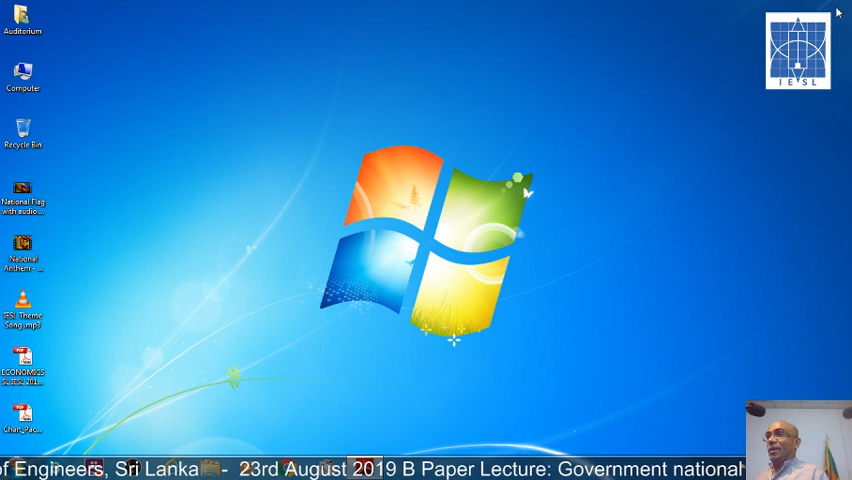 Auditorium
Computer
Recycle Bin
National Flag
with audio....
National
Anthem - ...
IESL Theme
Song .mp3
ECONOMICS
SL IESL 201...
Chart_Pac...
IESL
of Engineers, Sri Lanka - 23rd August 2019 B Paper Lecture: Government national